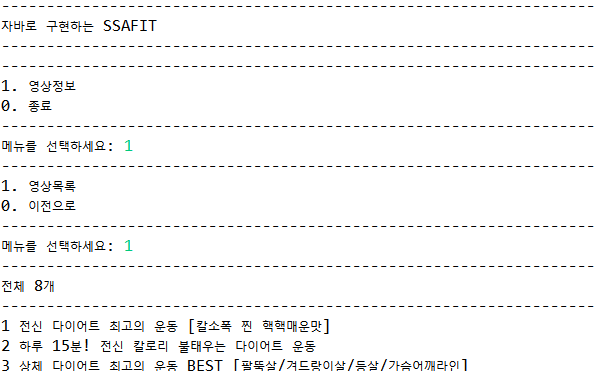 ------------------------------------------------------------------
자바로 구현하는 SSAFIT
------------------------------------------------------------------
------------------------------------------------------------------
1. 영상정보
0. 종료
------------------------------------------------------------------
메뉴를 선택하세요: 1
------------------------------------------------------------------
1. 영상목록
0. 이전으로
------------------------------------------------------------------
메뉴를 선택하세요: 1
------------------------------------------------------------------
전체 8개
------------------------------------------------------------------
1 전신 다이어트 최고의 운동 [칼소폭 찐 핵핵매운맛]
2 하루 15분! 전신 칼로리 불태우는 다이어트 운동
3 상체 다이어트 최고의 운동 BEST [팔뚝살/겨드랑이살/등살/가슴어깨라인]